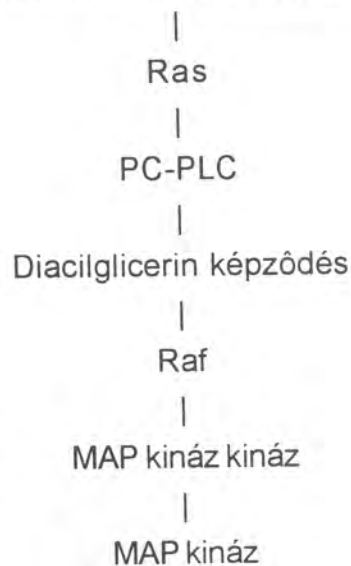 Ras
PC-PLC
Diacilglicerin képzôdés
Raf
MAP kináz kináz
MAP kináz